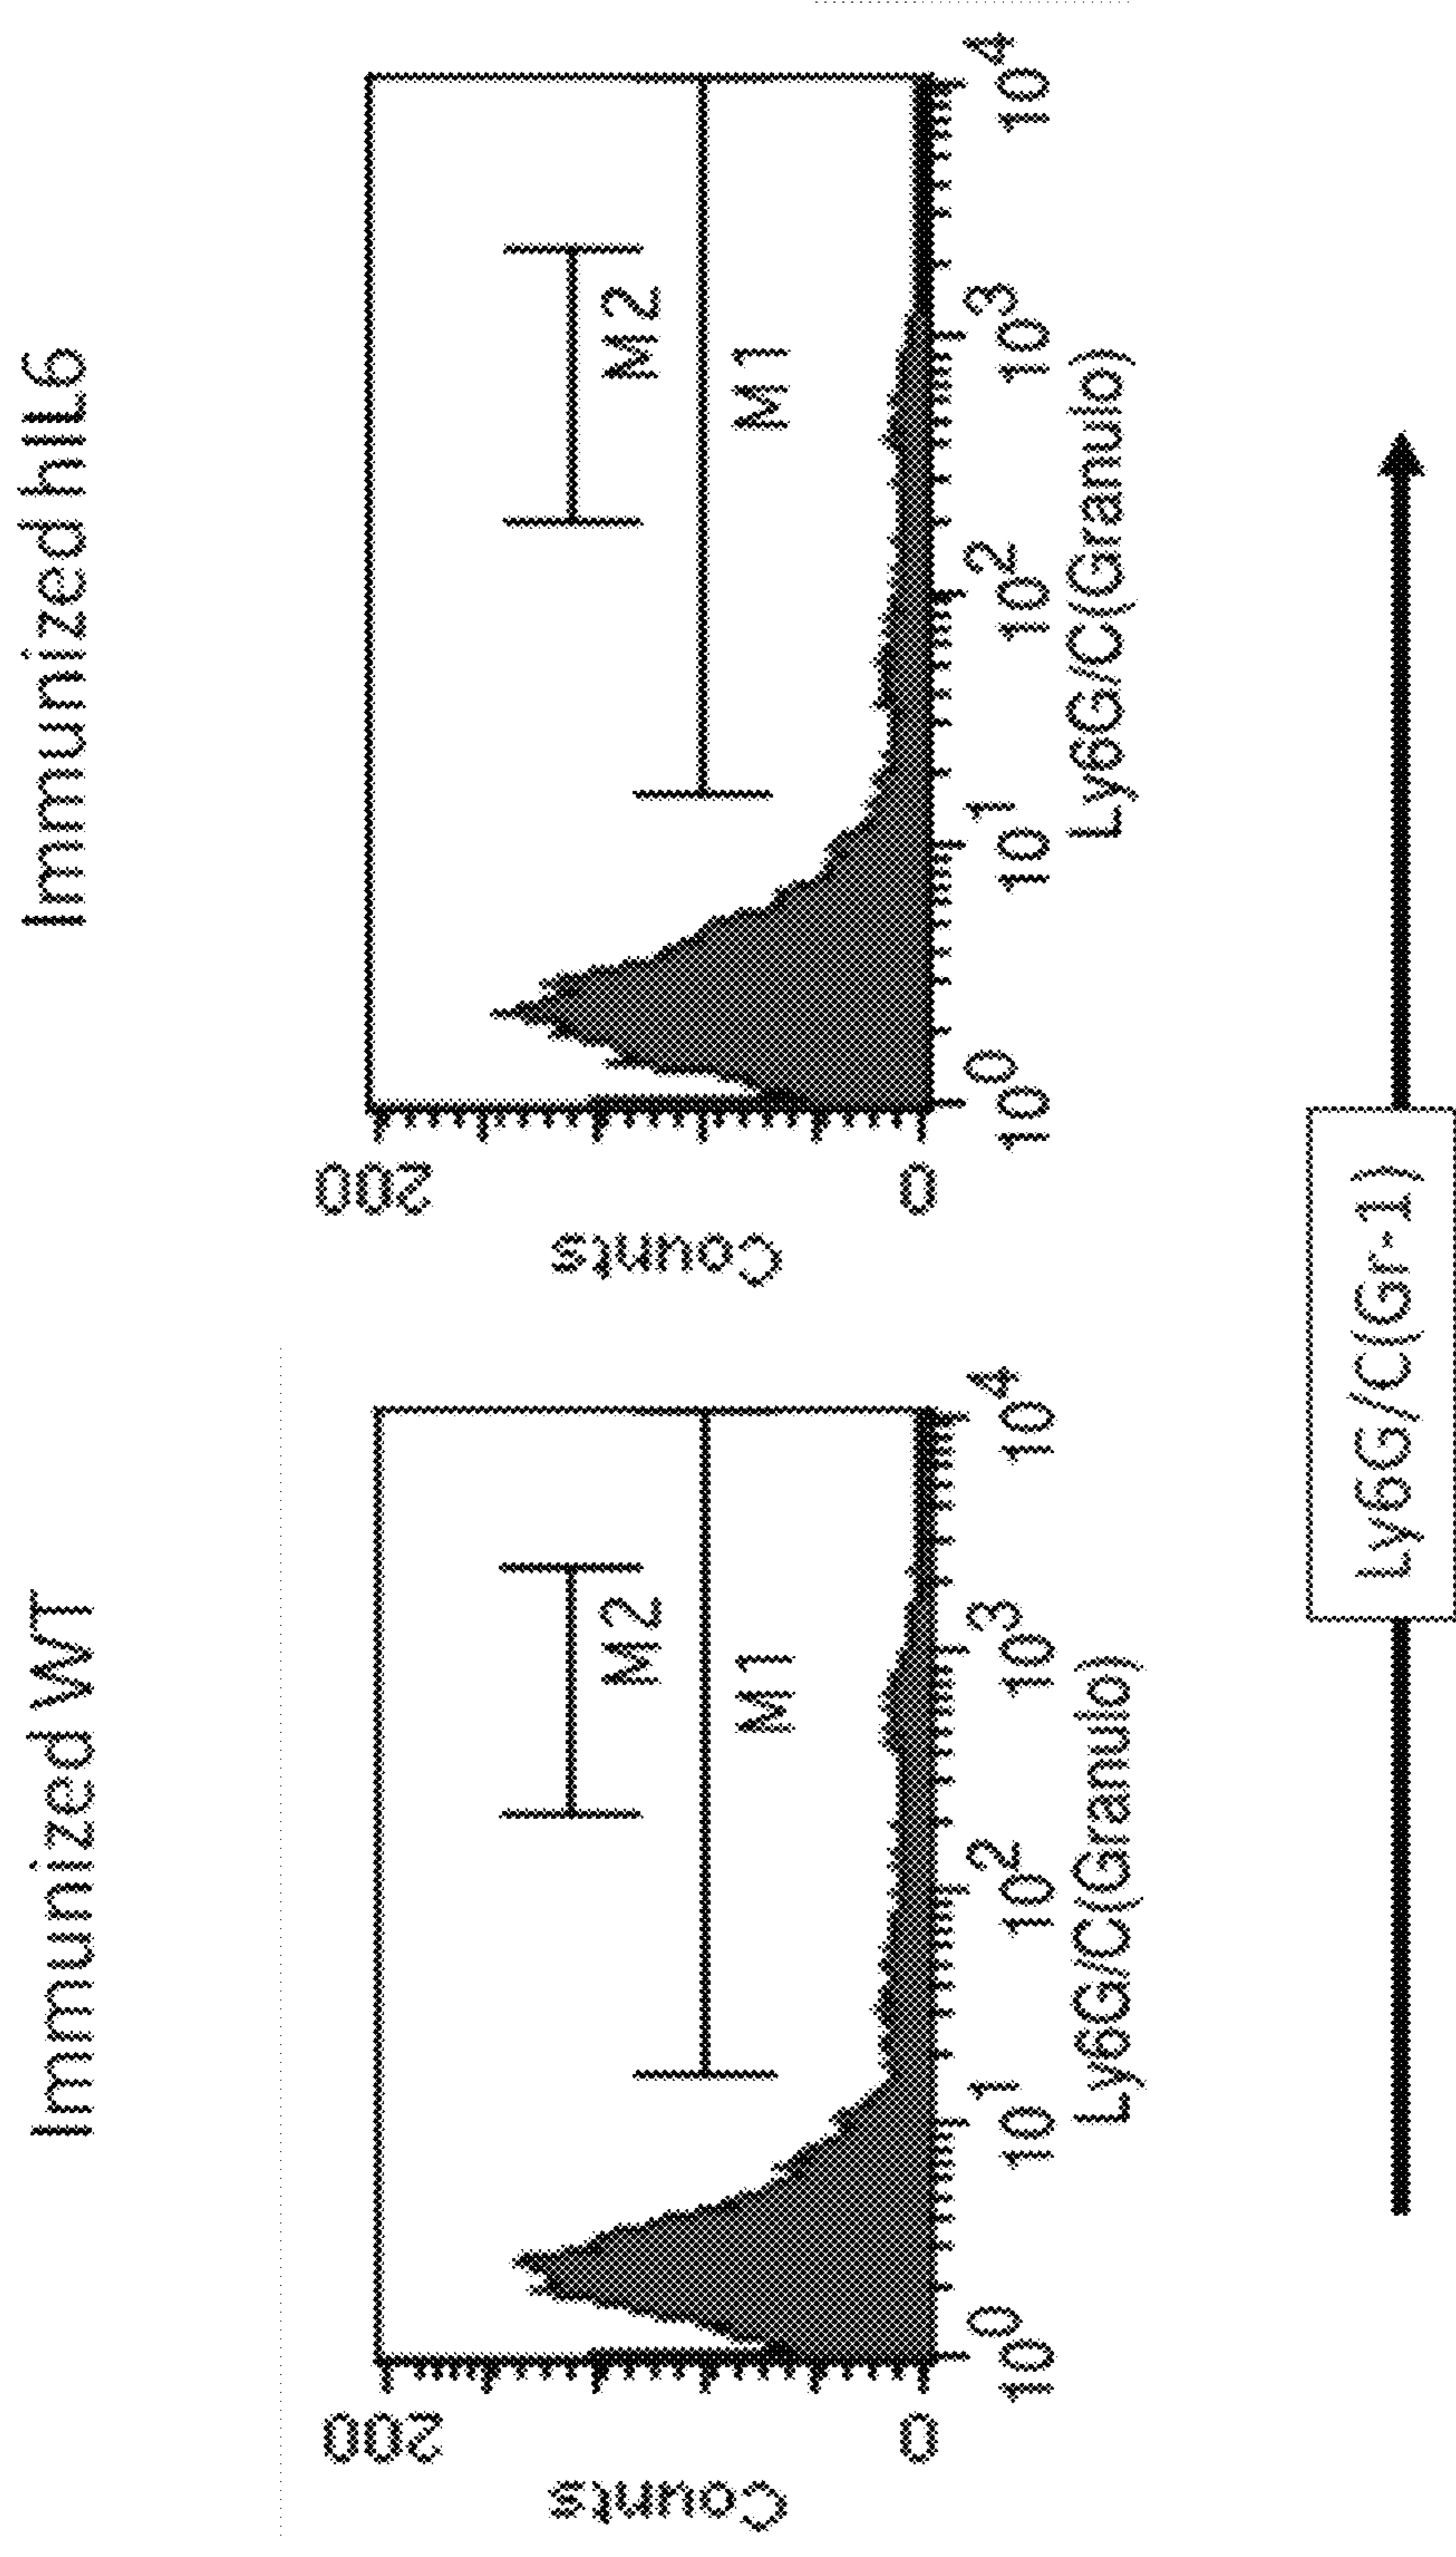 Immunized WT
Counts
200
0
M2
M1
10^0 10^1 10^2 10^3 10^4
Ly6G/C(Granulo)
Immunized hIL6
Counts
200
0
M2
M1
10^0 10^1 10^2 10^3 10^4
Ly6G/C(Granulo)
Ly6G/C(Gr-1)